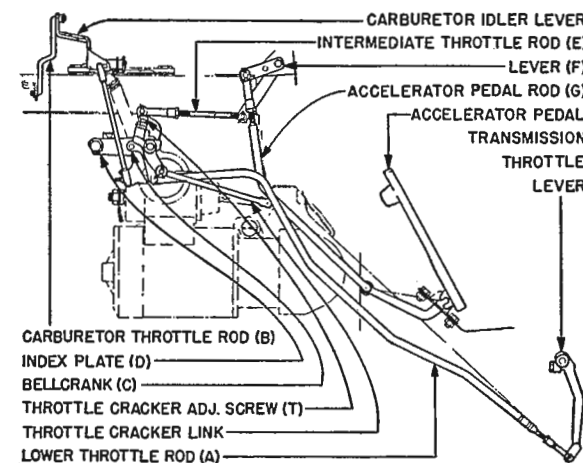 CARBURETOR IDLER LEVER
INTERMEDIATE THROTTLE ROD (E)
LEVER (F)
ACCELERATOR PEDAL ROD (G)
ACCELERATOR PEDAL
TRANSMISSION
THROTTLE
LEVER
CARBURETOR THROTTLE ROD (B)
INDEX PLATE (D)
BELLCRANK (C)
THROTTLE CRACKER ADJ. SCREW (T)
THROTTLE CRACKER LINK
LOWER THROTTLE ROD (A)